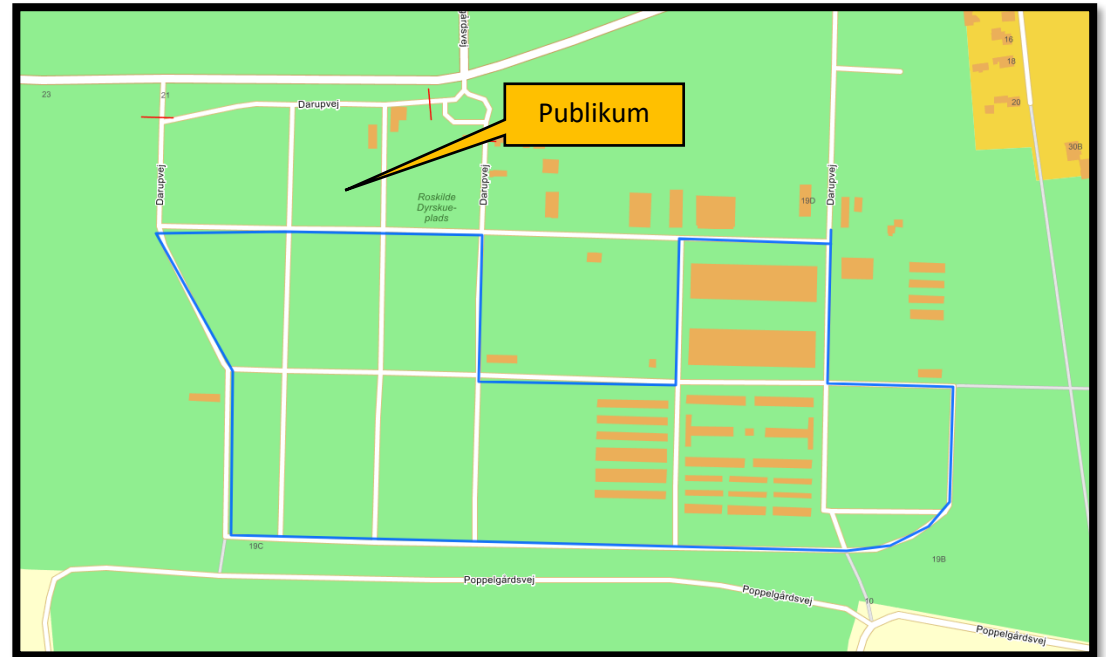 gårdsvej
16
18
23
21
Darupvej
Publikum
20
30B
Darupvej
Roskilde
Dyrskue-
plads
Darupvej
19D
Darupvej
19C
19B
Poppelgårdsvej
Poppelgårdsvej
10
Poppelgårdsvej